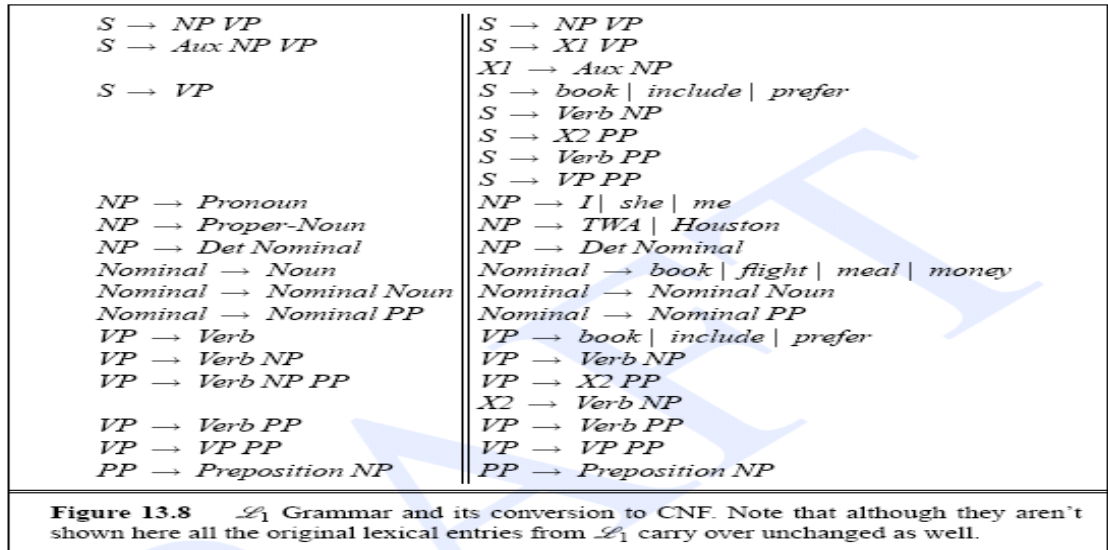 S → NP VP S → NP VP
S → Aux NP VP S → X1 VP
X1 → Aux NP
S → VP S → book | include | prefer
S → Verb NP
S → X2 PP
S → Verb PP
S → VP PP
NP → Pronoun NP → I | she | me
NP → Proper-Noun NP → TWA | Houston
NP → Det Nominal NP → Det Nominal
Nominal → Noun Nominal → book | flight | meal | money
Nominal → Nominal Noun Nominal → Nominal Noun
Nominal → Nominal PP Nominal → Nominal PP
VP → Verb VP → book | include | prefer
VP → Verb NP VP → Verb NP
VP → Verb NP PP VP → X2 PP
X2 → Verb NP
VP → Verb PP VP → Verb PP
VP → VP PP VP → VP PP
PP → Preposition NP PP → Preposition NP
Figure 13.8 ℒ1 Grammar and its conversion to CNF. Note that although they aren't
shown here all the original lexical entries from ℒ1 carry over unchanged as well.